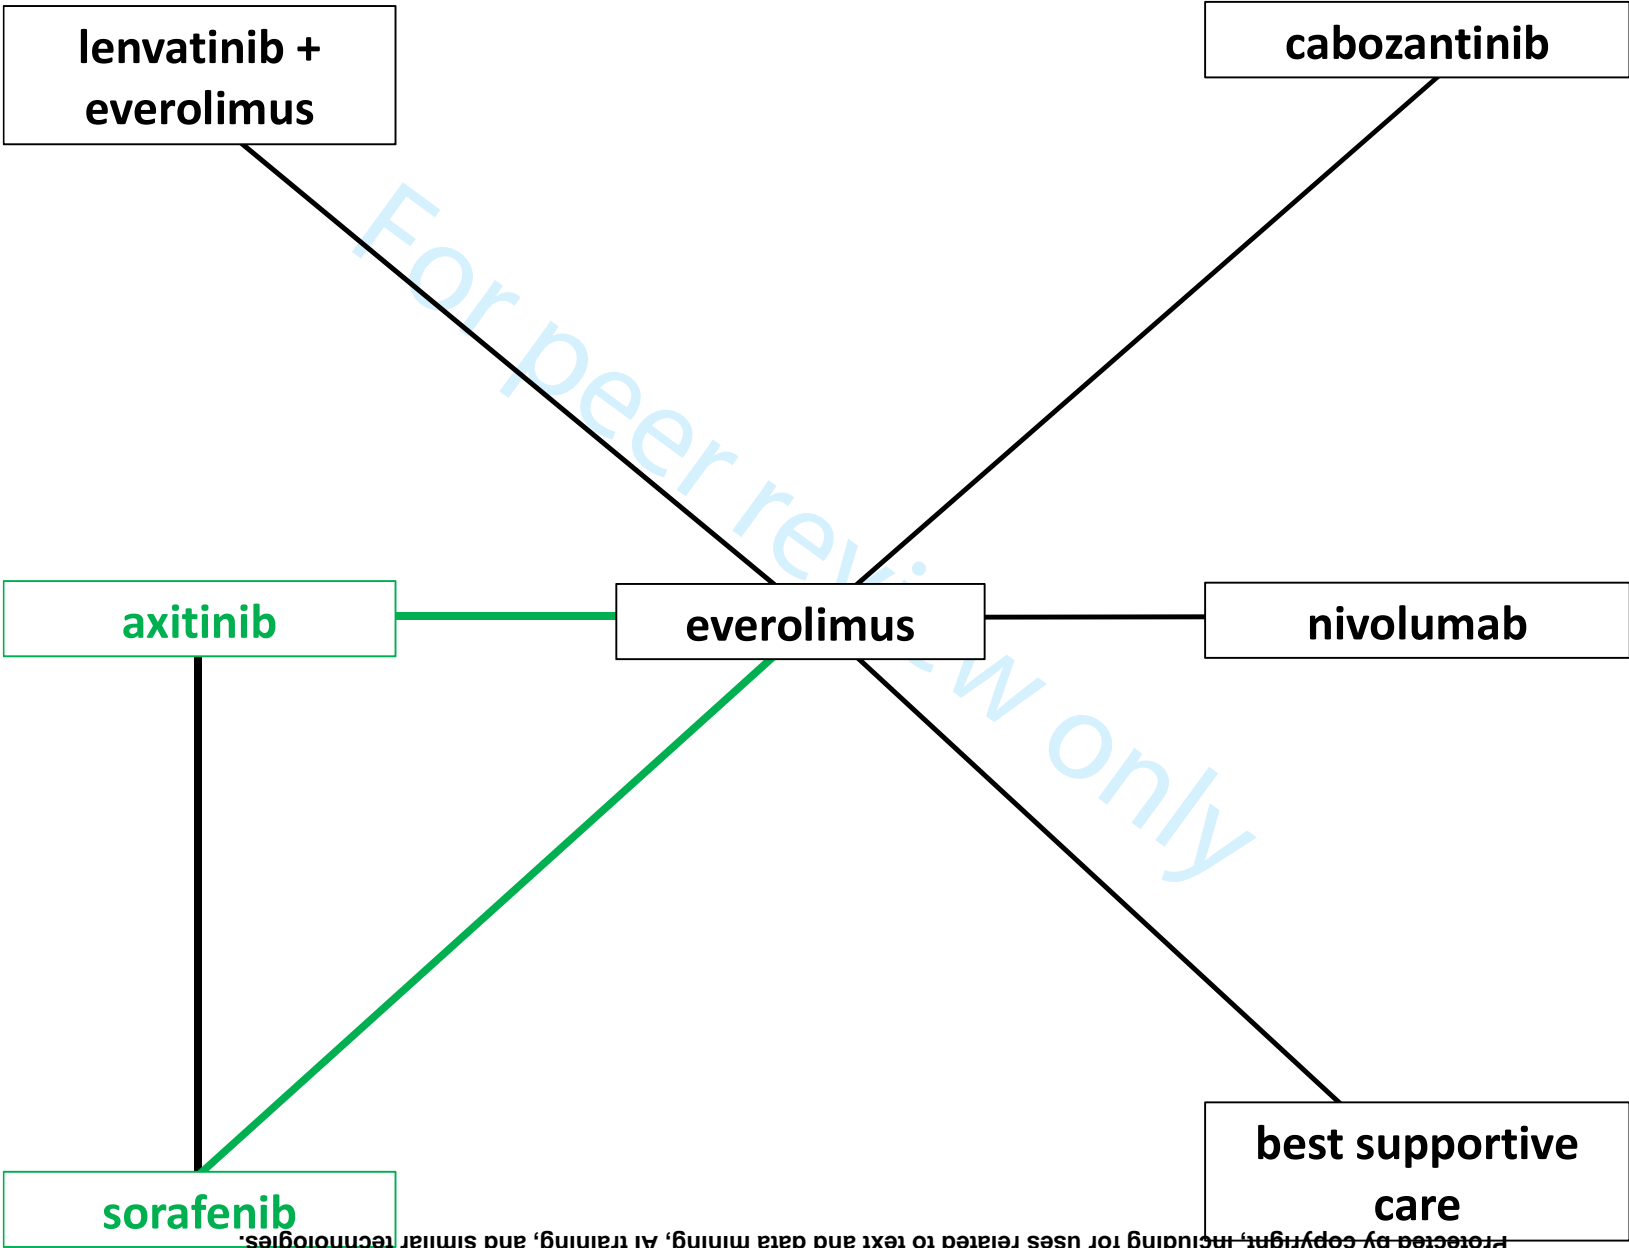 lenvatinib +
everolimus
cabozantinib
axitinib
everolimus
nivolumab
sorafenib
best supportive
care
For peer review only
Protected by copyright, including for uses related to text and data mining, AI training, and similar technologies.